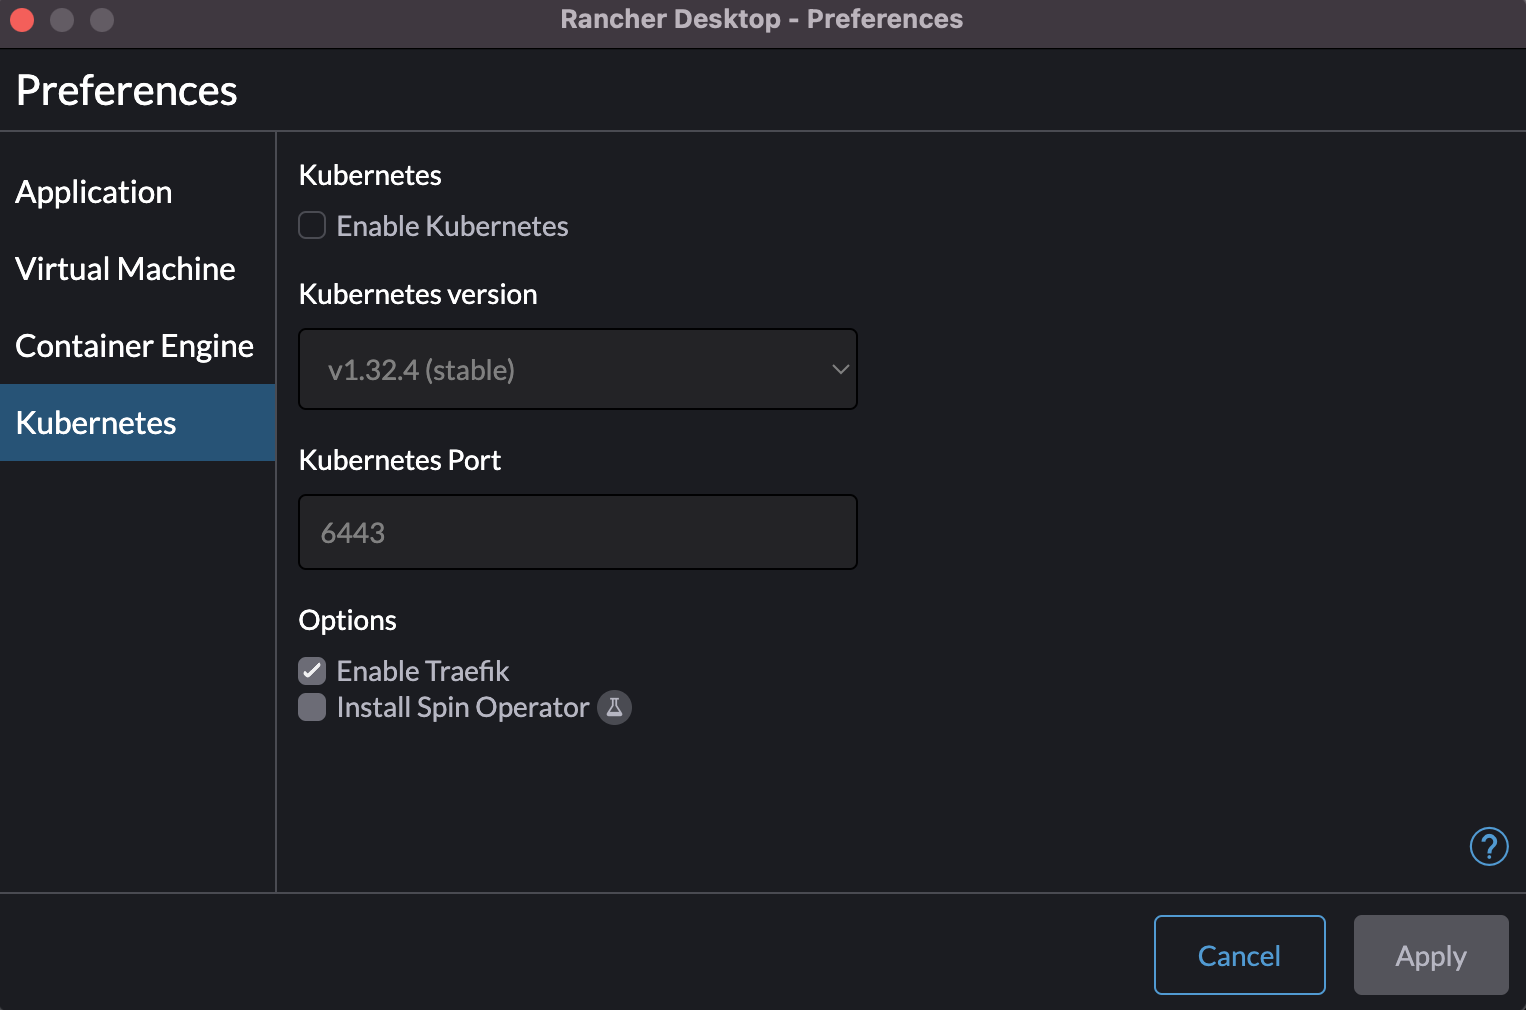 Rancher Desktop - Preferences
Preferences
Application
Virtual Machine
Container Engine
Kubernetes
Kubernetes
Enable Kubernetes
Kubernetes version
v1.32.4 (stable)
Kubernetes Port
6443
Options
Enable Traefik
Install Spin Operator
?
Cancel
Apply